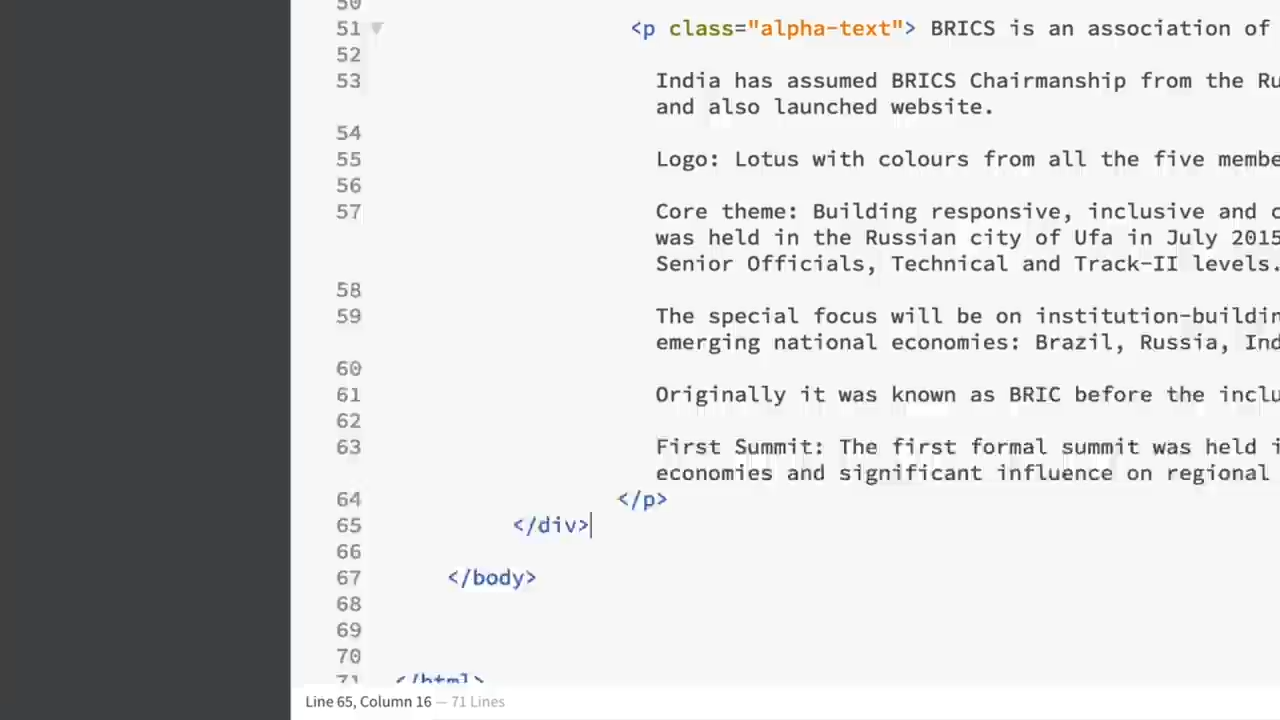 50
51 <p class="alpha-text"> BRICS is an association of
52
53 India has assumed BRICS Chairmanship from the Ru
and also launched website.
54
55 Logo: Lotus with colours from all the five membe
56
57 Core theme: Building responsive, inclusive and c
was held in the Russian city of Ufa in July 2015
Senior Officials, Technical and Track-II levels.
58
59 The special focus will be on institution-buildin
emerging national economies: Brazil, Russia, Ind
60
61 Originally it was known as BRIC before the inclu
62
63 First Summit: The first formal summit was held i
economies and significant influence on regional
64 </p>
65 </div>
66
67 </body>
68
69
70
71 </html>
Line 65, Column 16 — 71 Lines